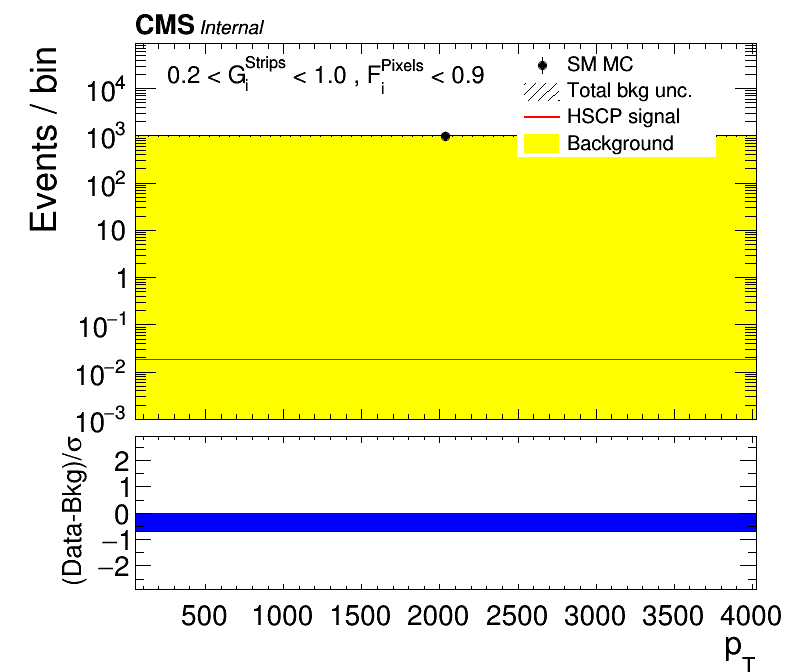 CMS Internal
Events / bin
0.2 < G_i^Strips < 1.0 , F_i^Pixels < 0.9
SM MC
Total bkg unc.
HSCP signal
Background
10^4
10^3
10^2
10
1
10^−1
10^−2
10^−3
(Data-Bkg)/σ
2
1
0
−1
−2
500 1000 1500 2000 2500 3000 3500 4000
p_T